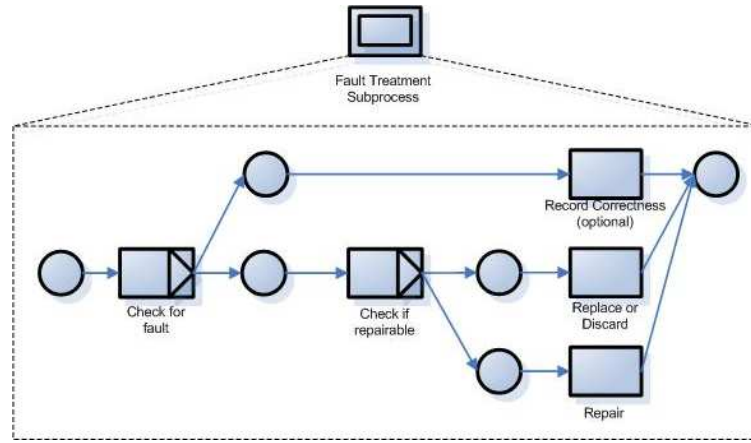 Fault Treatment
Subprocess
Record Correctness
(optional)
Check for
fault
Check if
repairable
Replace or
Discard
Repair